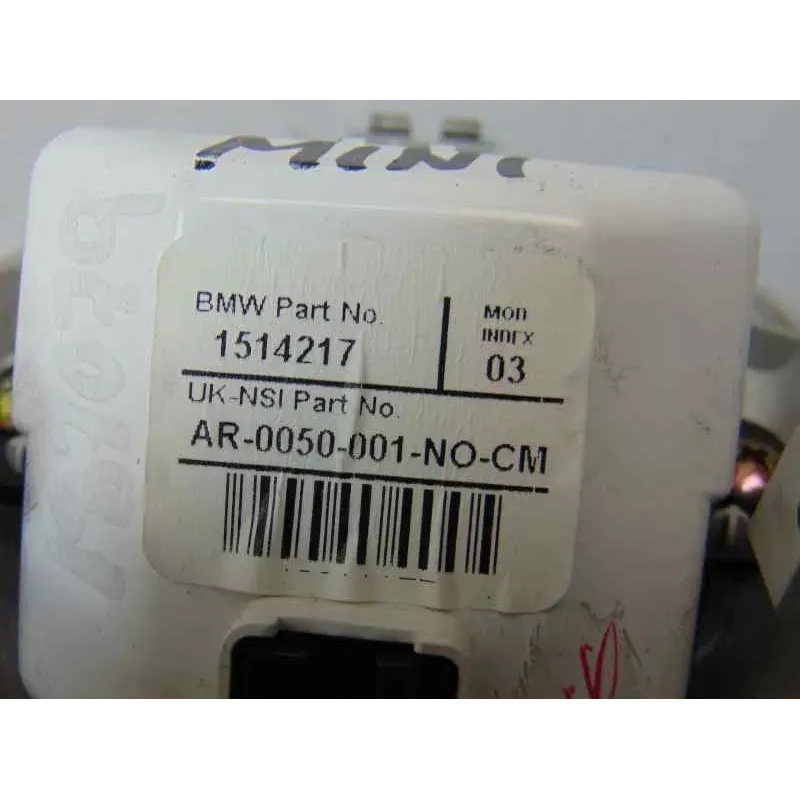 MINI
BMW Part No.
1514217
MOD
INDEX
03
UK-NSI Part No.
AR-0050-001-NO-CM